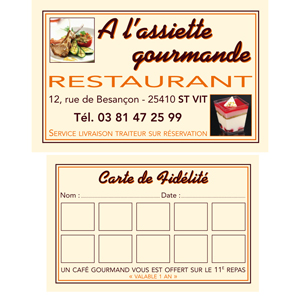 A l'assiette
gourmande
RESTAURANT
12, rue de Besançon - 25410 ST VIT
Tél. 03 81 47 25 99
SERVICE LIVRAISON TRAITEUR SUR RÉSERVATION
Carte de Fidélité
Nom : .......................... Date : ..................
UN CAFÉ GOURMAND VOUS EST OFFERT SUR LE 11E REPAS
« VALABLE 1 AN »